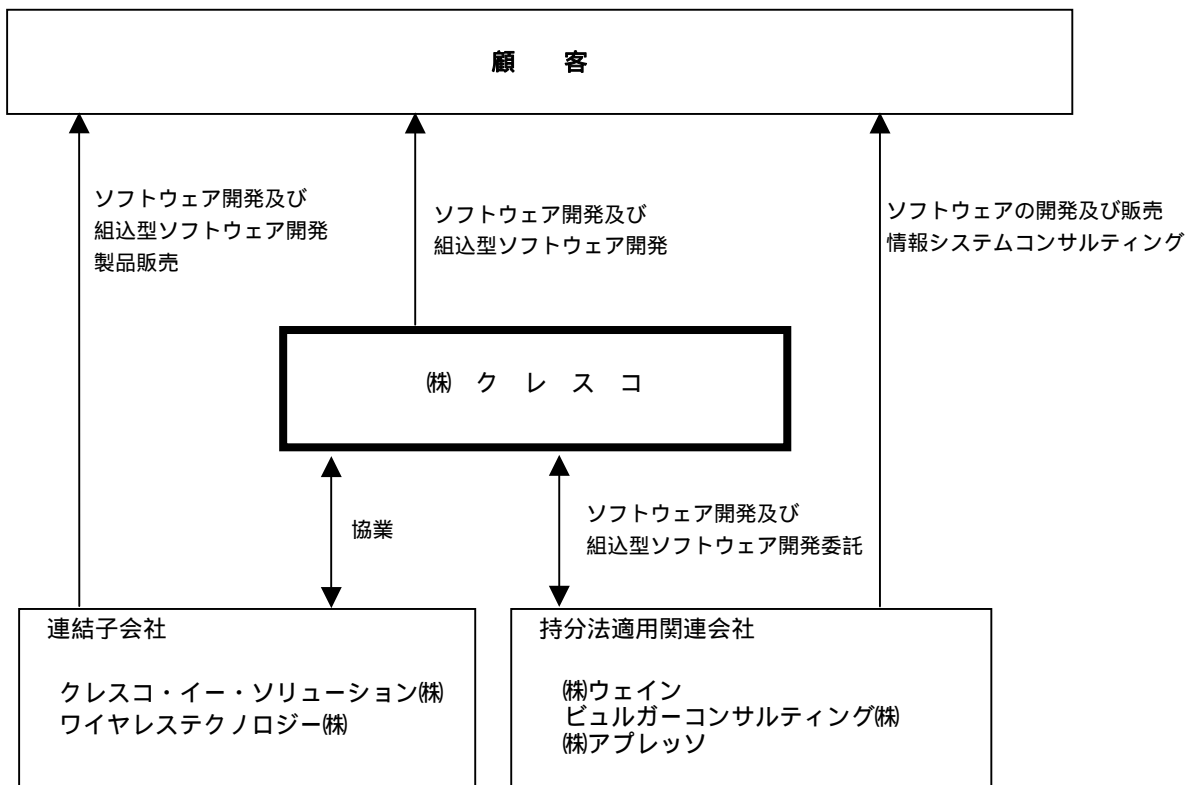 顧　客
ソフトウェア開発及び
組込型ソフトウェア開発
製品販売
ソフトウェア開発及び
組込型ソフトウェア開発
ソフトウェアの開発及び販売
情報システムコンサルティング
㈱　ク　レ　ス　コ
協業
ソフトウェア開発及び
組込型ソフトウェア開発委託
連結子会社
クレスコ・イー・ソリューション㈱
ワイヤレステクノロジー㈱
持分法適用関連会社
㈱ウェイン
ビュルガーコンサルティング㈱
㈱アプレッソ